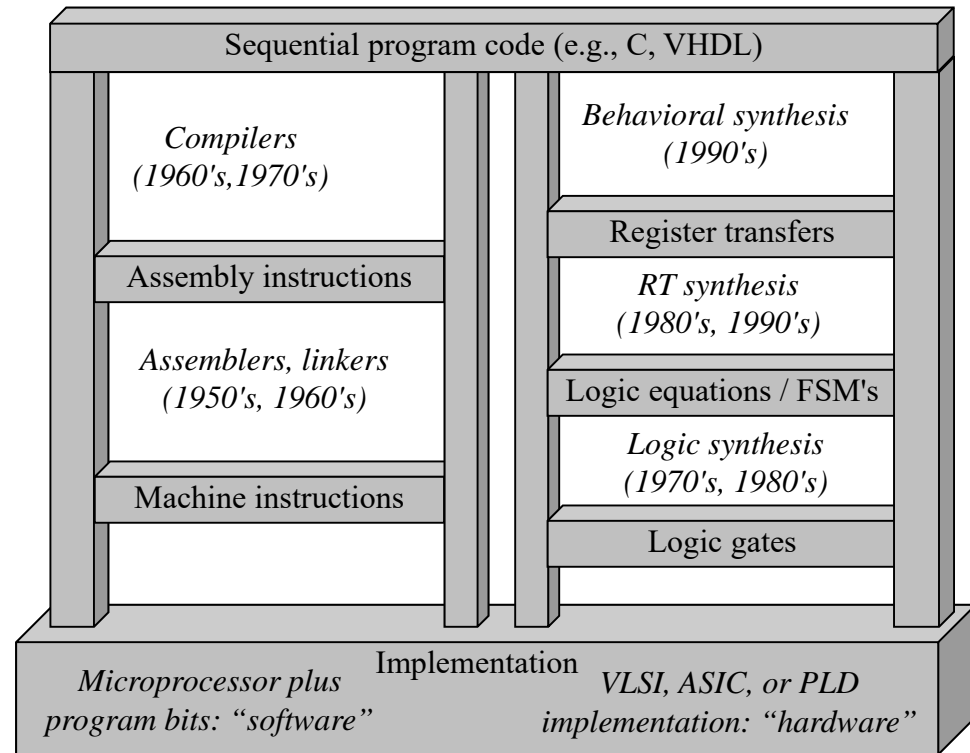 Sequential program code (e.g., C, VHDL)
Compilers
(1960's,1970's)
Assembly instructions
Assemblers, linkers
(1950's, 1960's)
Machine instructions
Behavioral synthesis
(1990's)
Register transfers
RT synthesis
(1980's, 1990's)
Logic equations / FSM's
Logic synthesis
(1970's, 1980's)
Logic gates
Implementation
Microprocessor plus
program bits: “software”
VLSI, ASIC, or PLD
implementation: “hardware”